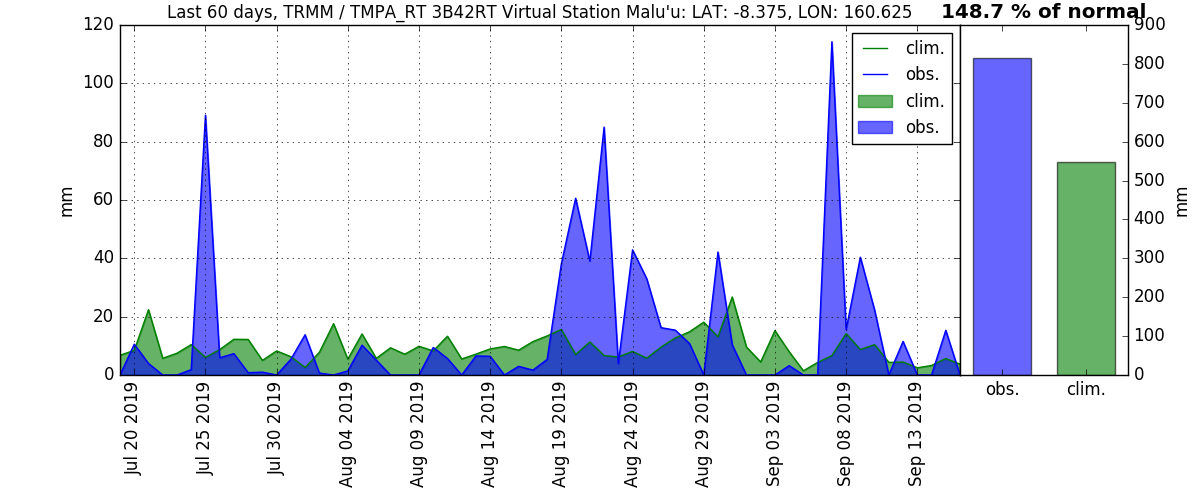 Last 60 days, TRMM / TMPA_RT 3B42RT Virtual Station Malu'u: LAT: -8.375, LON: 160.625
148.7 % of normal
120
100
80
60
40
20
0
mm
clim.
obs.
clim.
obs.
900
800
700
600
500
400
300
200
100
0
mm
obs.
clim.
Jul 20 2019
Jul 25 2019
Jul 30 2019
Aug 04 2019
Aug 09 2019
Aug 14 2019
Aug 19 2019
Aug 24 2019
Aug 29 2019
Sep 03 2019
Sep 08 2019
Sep 13 2019